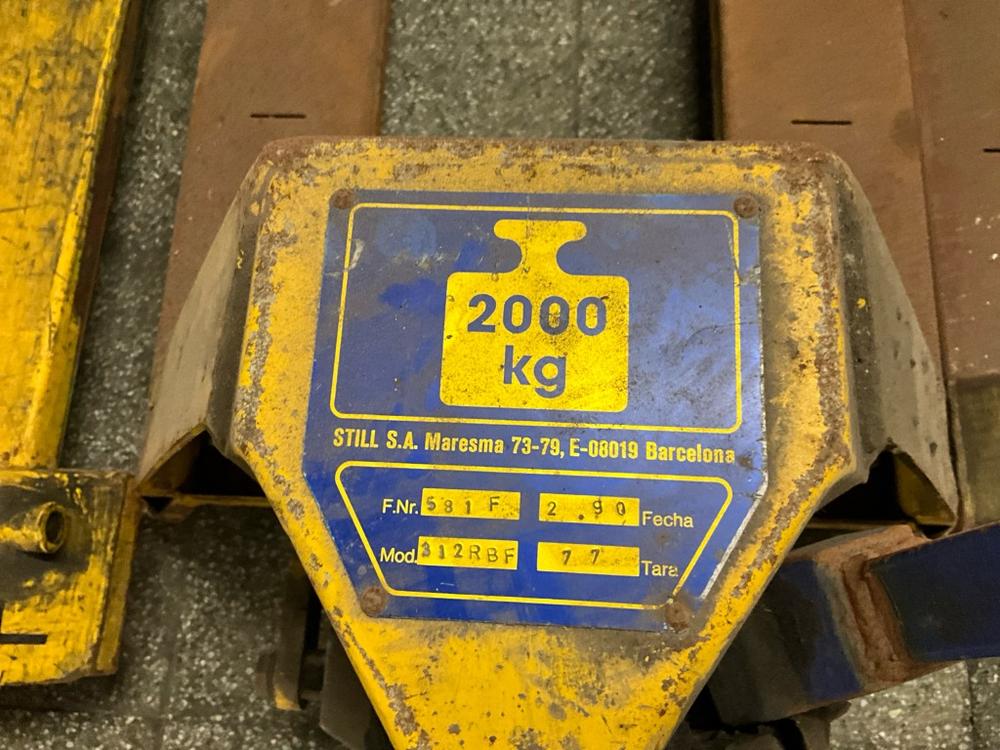 2000
kg
STILL S.A. Maresma 73-79, E-08019 Barcelona
F.Nr. 581 F 2 .90 Fecha
Mod. 312RBF 77 Tara